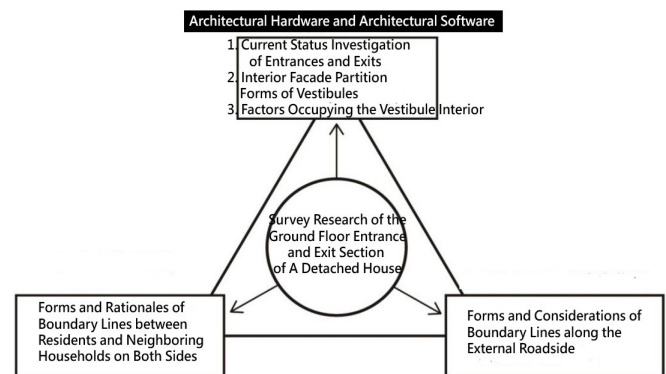 Architectural Hardware and Architectural Software
1. Current Status Investigation
of Entrances and Exits
2. Interior Facade Partition
Forms of Vestibules
3. Factors Occupying the Vestibule Interior
Survey Research of the
Ground Floor Entrance
and Exit Section
of A Detached House
Forms and Rationales of
Boundary Lines between
Residents and Neighboring
Households on Both Sides
Forms and Considerations of
Boundary Lines along the
External Roadside